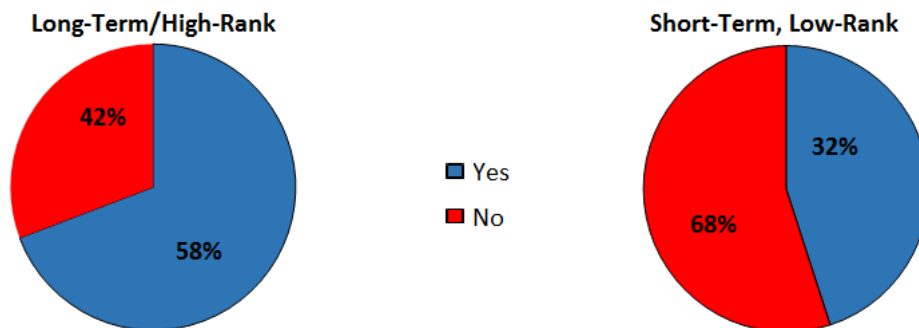 Long-Term/High-Rank
42%
58%
Yes
No
Short-Term, Low-Rank
32%
68%